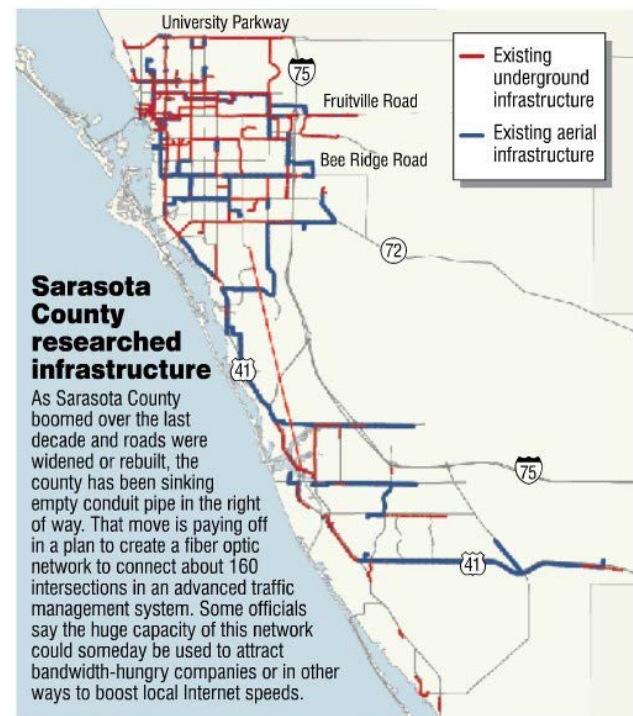 University Parkway
75
Existing
underground
infrastructure
Existing aerial
infrastructure
Fruitville Road
Bee Ridge Road
72
Sarasota
County
researched
infrastructure
41
As Sarasota County
boomed over the last
decade and roads were
widened or rebuilt, the
county has been sinking
empty conduit pipe in the right
of way. That move is paying off
in a plan to create a fiber optic
network to connect about 160
intersections in an advanced traffic
management system. Some officials
say the huge capacity of this network
could someday be used to attract
bandwidth-hungry companies or in other
ways to boost local Internet speeds.
75
41